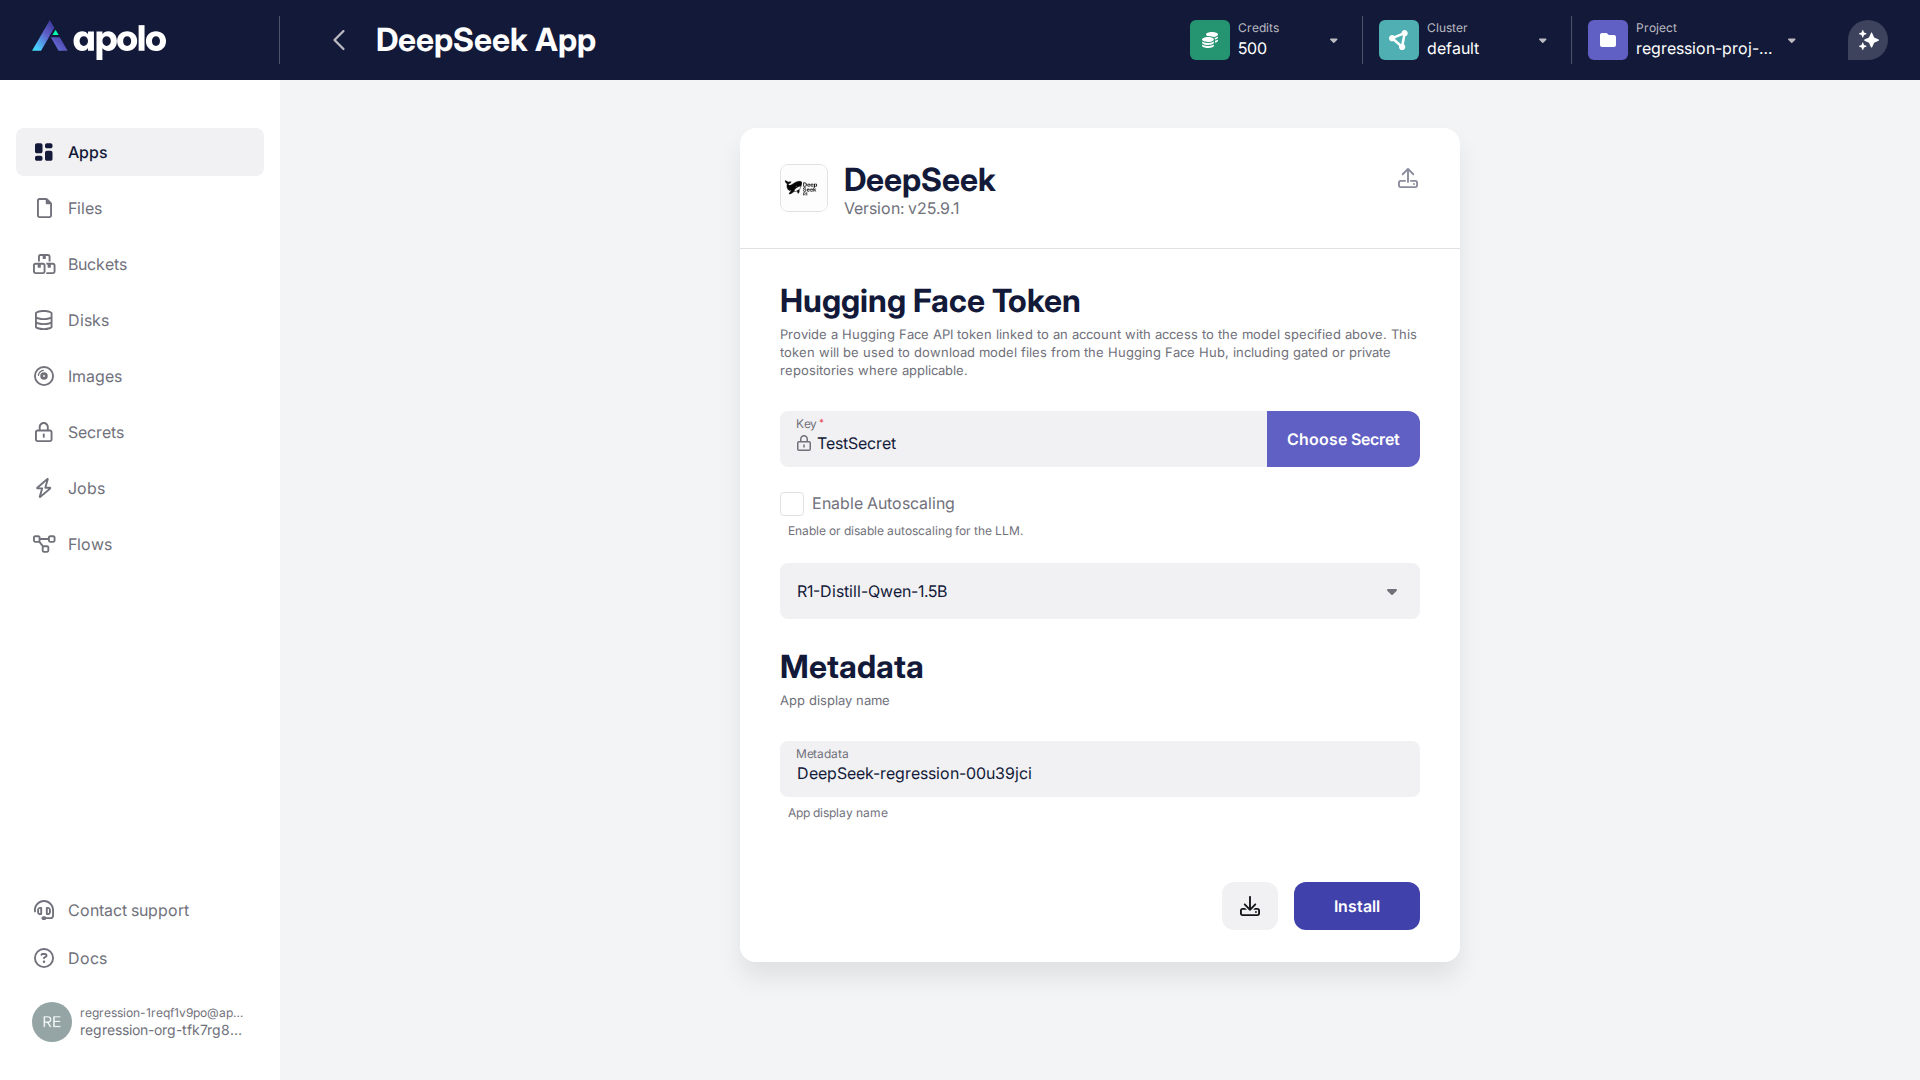 apolo
DeepSeek App
Credits
500
Cluster
default
Project
regression-proj-...
Apps
Files
Buckets
Disks
Images
Secrets
Jobs
Flows
Contact support
Docs
RE
regression-1reqf1v9po@ap...
regression-org-tfk7rg8...
DeepSeek
Version: v25.9.1
Hugging Face Token
Provide a Hugging Face API token linked to an account with access to the model specified above. This
token will be used to download model files from the Hugging Face Hub, including gated or private
repositories where applicable.
Key *
TestSecret
Choose Secret
Enable Autoscaling
Enable or disable autoscaling for the LLM.
R1-Distill-Qwen-1.5B
Metadata
App display name
Metadata
DeepSeek-regression-00u39jci
App display name
Install